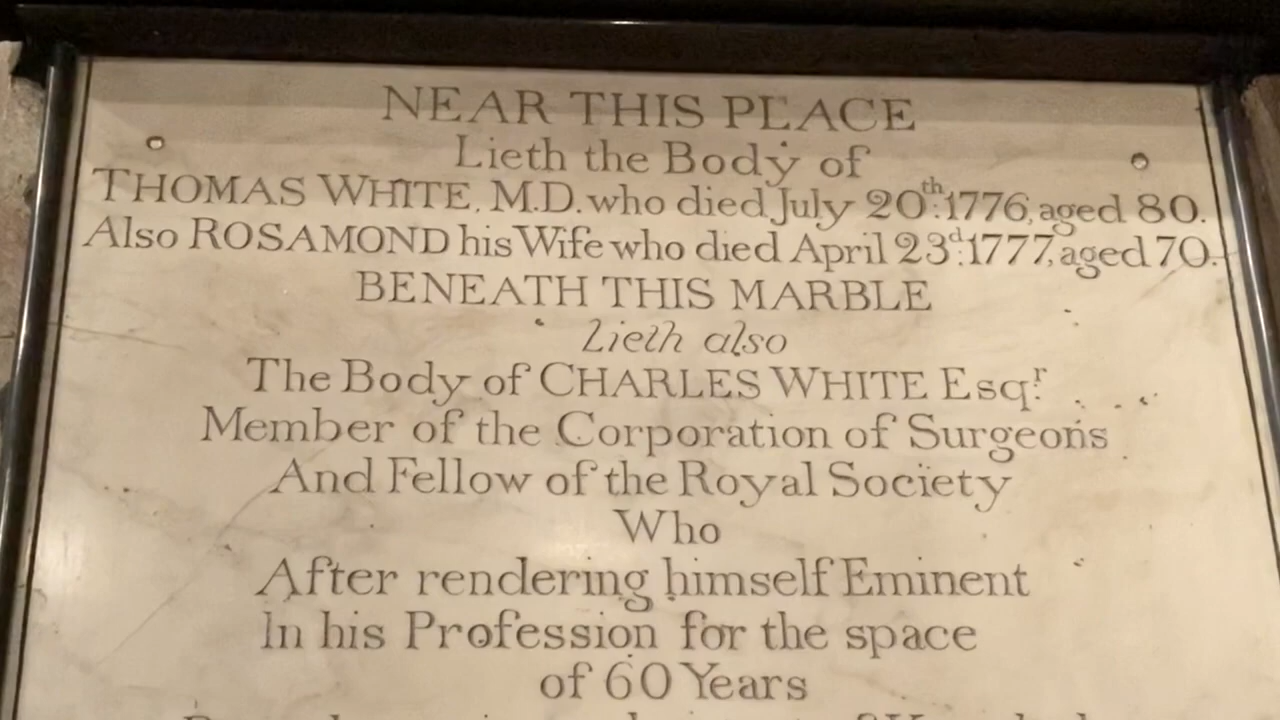 NEAR THIS PLACE
Lieth the Body of
THOMAS WHITE, M.D. who died July 20th: 1776, aged 80.
Also ROSAMOND his Wife who died April 23d: 1777, aged 70.
BENEATH THIS MARBLE
Lieth also
The Body of CHARLES WHITE Esqr.
Member of the Corporation of Surgeons
And Fellow of the Royal Society
Who
After rendering himself Eminent
In his Profession for the space
of 60 Years